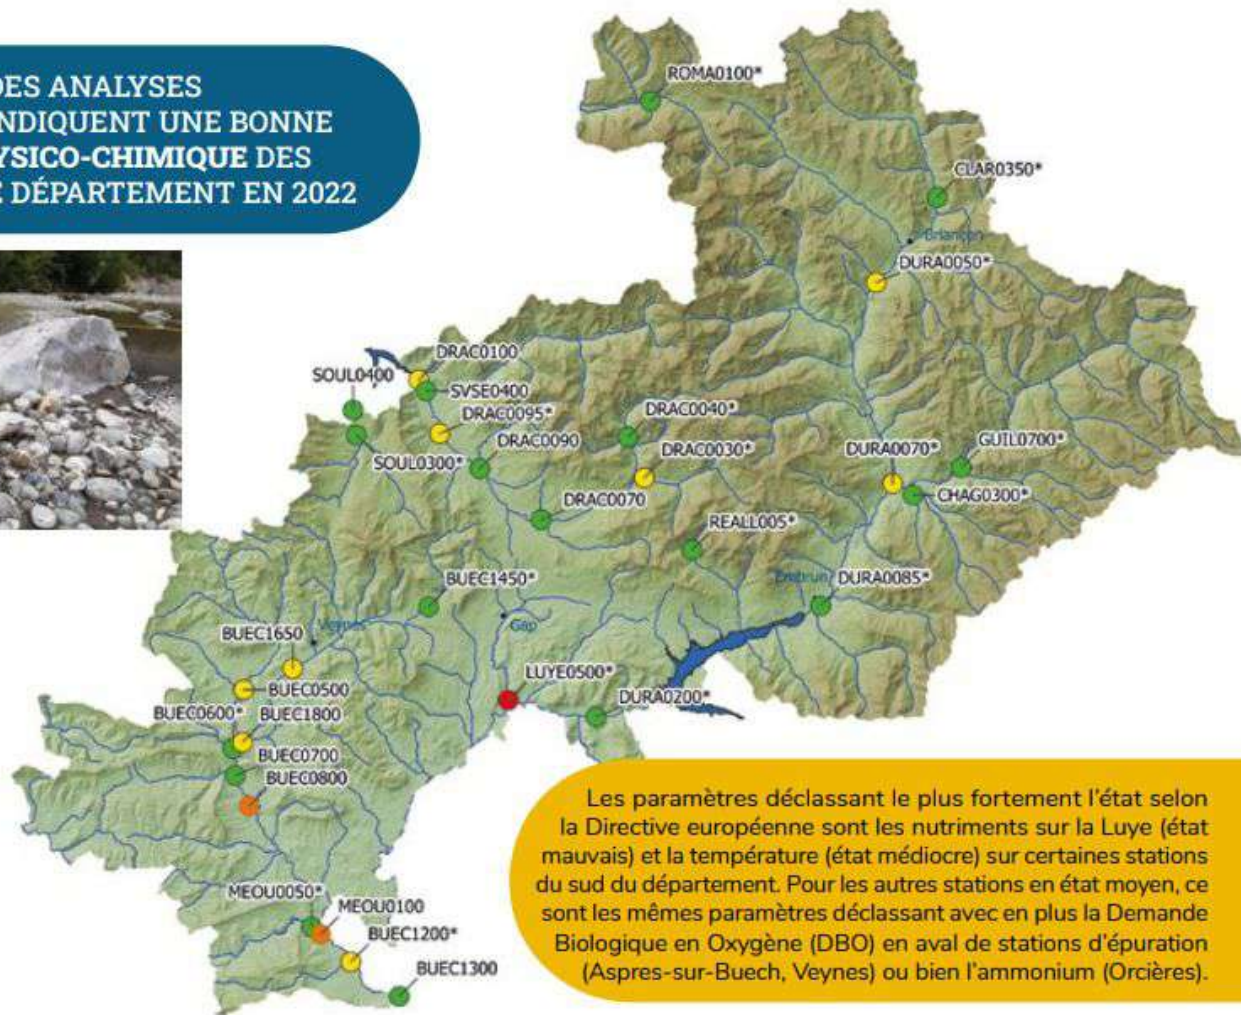 DES ANALYSES
NDIQUENT UNE BONNE
YSICO-CHIMIQUE DES
E DÉPARTEMENT EN 2022
ROMA0100*
CLAR0350*
Briançon
DURA0050*
DRAC0100
SOUL0400
SVSE0400
DRAC0095*
DRAC0040*
DRAC0090
DRAC0030*
DURA0070*
GUIL0700*
SOUL0300*
DRAC0070
CHAG0300*
REALL005*
Embrun
DURA0085*
BUEC1450*
Gap
Veynes
BUEC1650
LUYE0500*
BUEC0500
DURA0200*
BUEC0600*
BUEC1800
BUEC0700
BUEC0800
MEOU0050*
MEOU0100
BUEC1200*
BUEC1300
Les paramètres déclassant le plus fortement l'état selon
la Directive européenne sont les nutriments sur la Luye (état
mauvais) et la température (état médiocre) sur certaines stations
du sud du département. Pour les autres stations en état moyen, ce
sont les mêmes paramètres déclassant avec en plus la Demande
Biologique en Oxygène (DBO) en aval de stations d'épuration
(Aspres-sur-Buech, Veynes) ou bien l'ammonium (Orcières).